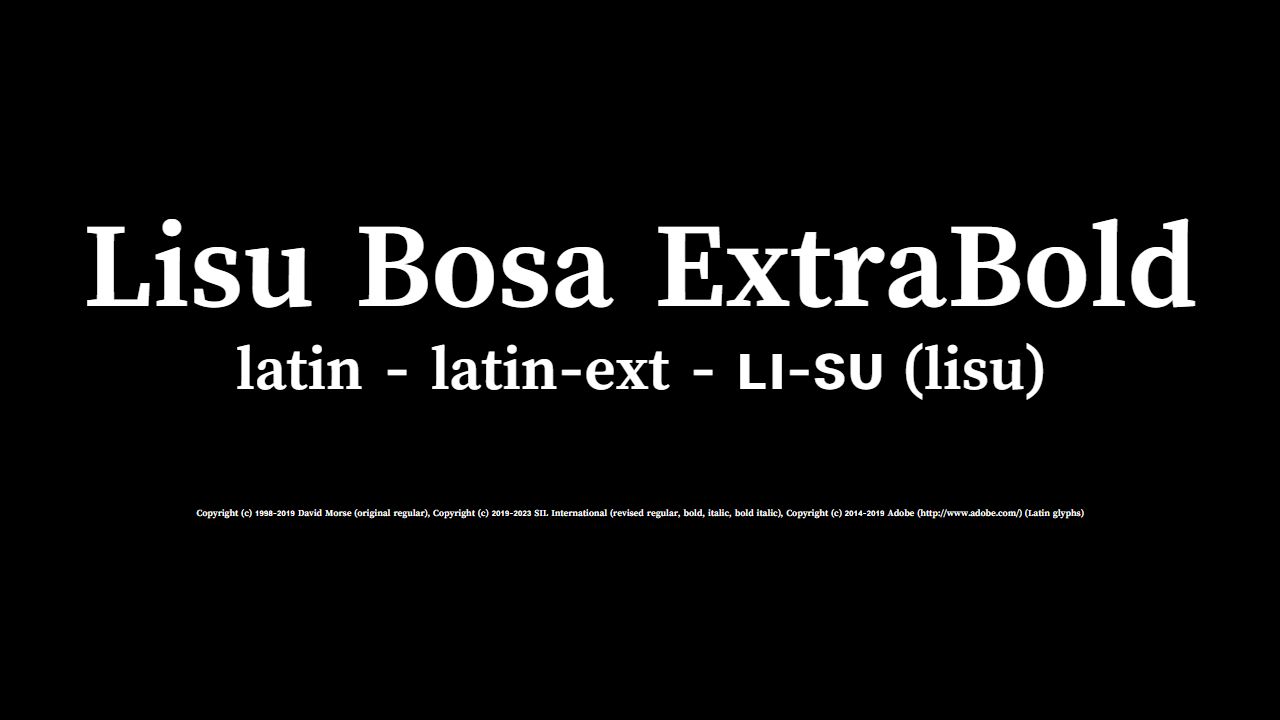 Lisu Bosa ExtraBold
latin - latin-ext - ꓡꓲ-ꓢꓴ (lisu)
Copyright (c) 1998-2019 David Morse (original regular), Copyright (c) 2019-2023 SIL International (revised regular, bold, italic, bold italic), Copyright (c) 2014-2019 Adobe (http://www.adobe.com/) (Latin glyphs)